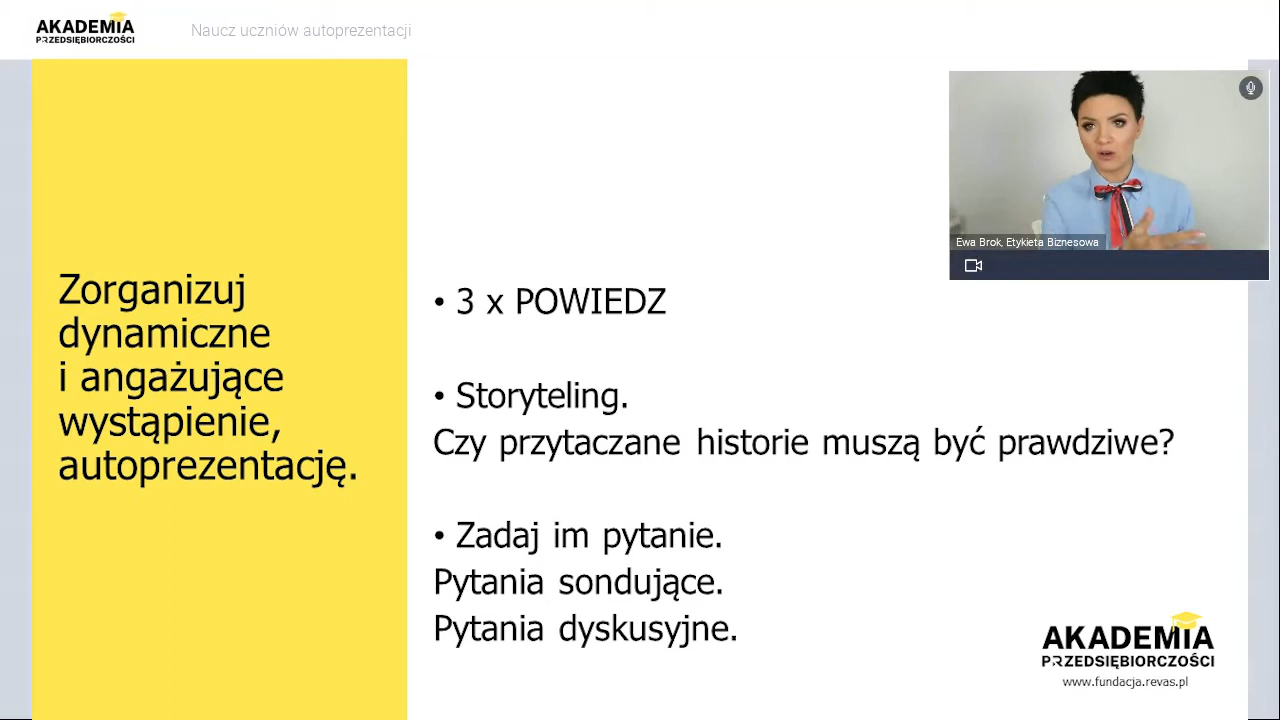 AKADEMIA
PRZEDSIĘBIORCZOŚCI
Naucz uczniów autoprezentacji
Ewa Brok, Etykieta Biznesowa
Zorganizuj
dynamiczne
i angażujące
wystąpienie,
autoprezentację.
• 3 x POWIEDZ
• Storyteling.
Czy przytaczane historie muszą być prawdziwe?
• Zadaj im pytanie.
Pytania sondujące.
Pytania dyskusyjne.
AKADEMIA
PRZEDSIĘBIORCZOŚCI
www.fundacja.revas.pl